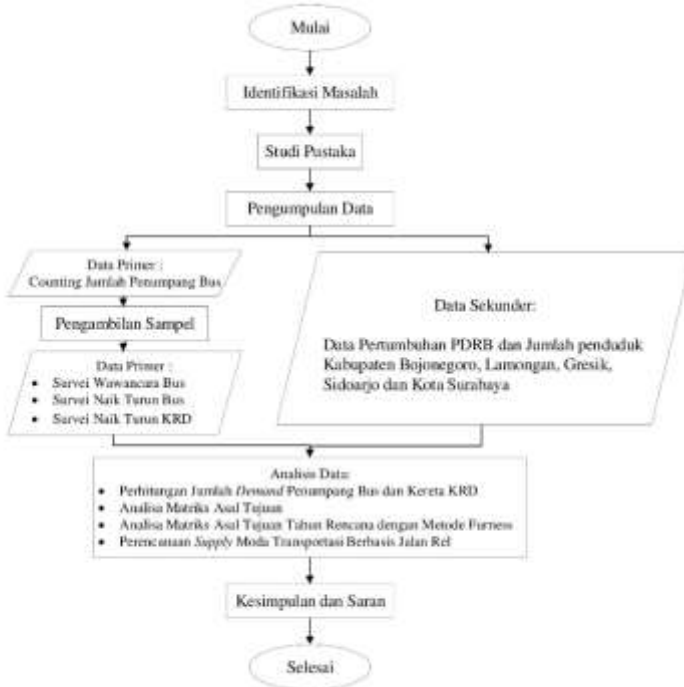 Mulai
Identifikasi Masalah
Studi Pustaka
Pengumpulan Data
Data Primer :
Counting Jumlah Penumpang Bus
Pengambilan Sampel
Data Primer :
• Survei Wawancara Bus
• Survei Naik Turun Bus
• Survei Naik Turun KRD
Data Sekunder:
Data Pertumbuhan PDRB dan Jumlah penduduk
Kabupaten Bojonegoro, Lamongan, Gresik,
Sidoarjo dan Kota Surabaya
Analisis Data:
• Perhitungan Jumlah Demand Penumpang Bus dan Kereta KRD
• Analisa Matriks Asal Tujuan
• Analisa Matriks Asal Tujuan Tahun Rencana dengan Metode Furness
• Perencanaan Supply Moda Transportasi Berbasis Jalan Rel
Kesimpulan dan Saran
Selesai